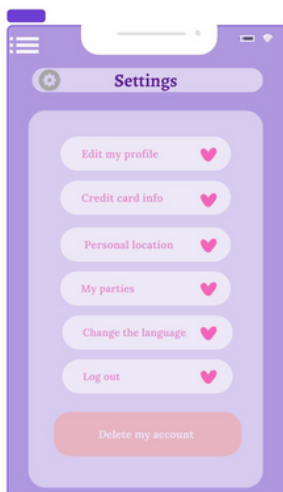 Settings
Edit my profile
Credit card info
Personal location
My parties
Change the language
Log out
Delete my account